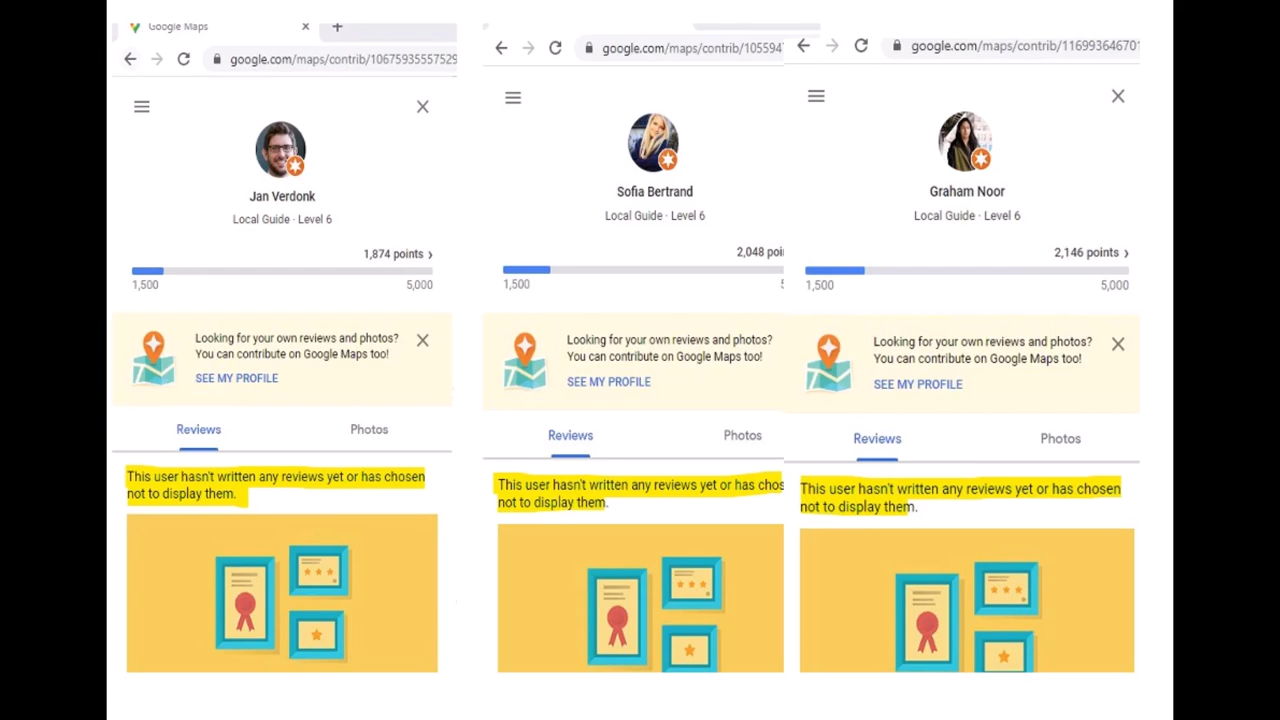 Google Maps
google.com/maps/contrib/10675935557529
Jan Verdonk
Local Guide · Level 6
1,874 points ›
1,500
5,000
Looking for your own reviews and photos?
You can contribute on Google Maps too!
SEE MY PROFILE
Reviews
Photos
This user hasn't written any reviews yet or has chosen
not to display them.
google.com/maps/contrib/105594
Sofia Bertrand
Local Guide · Level 6
2,048 poi
1,500
Looking for your own reviews and photos?
You can contribute on Google Maps too!
SEE MY PROFILE
Reviews
Photos
This user hasn't written any reviews yet or has chos
not to display them.
google.com/maps/contrib/116993646701
Graham Noor
Local Guide · Level 6
2,146 points ›
1,500
5,000
Looking for your own reviews and photos?
You can contribute on Google Maps too!
SEE MY PROFILE
Reviews
Photos
This user hasn't written any reviews yet or has chosen
not to display them.